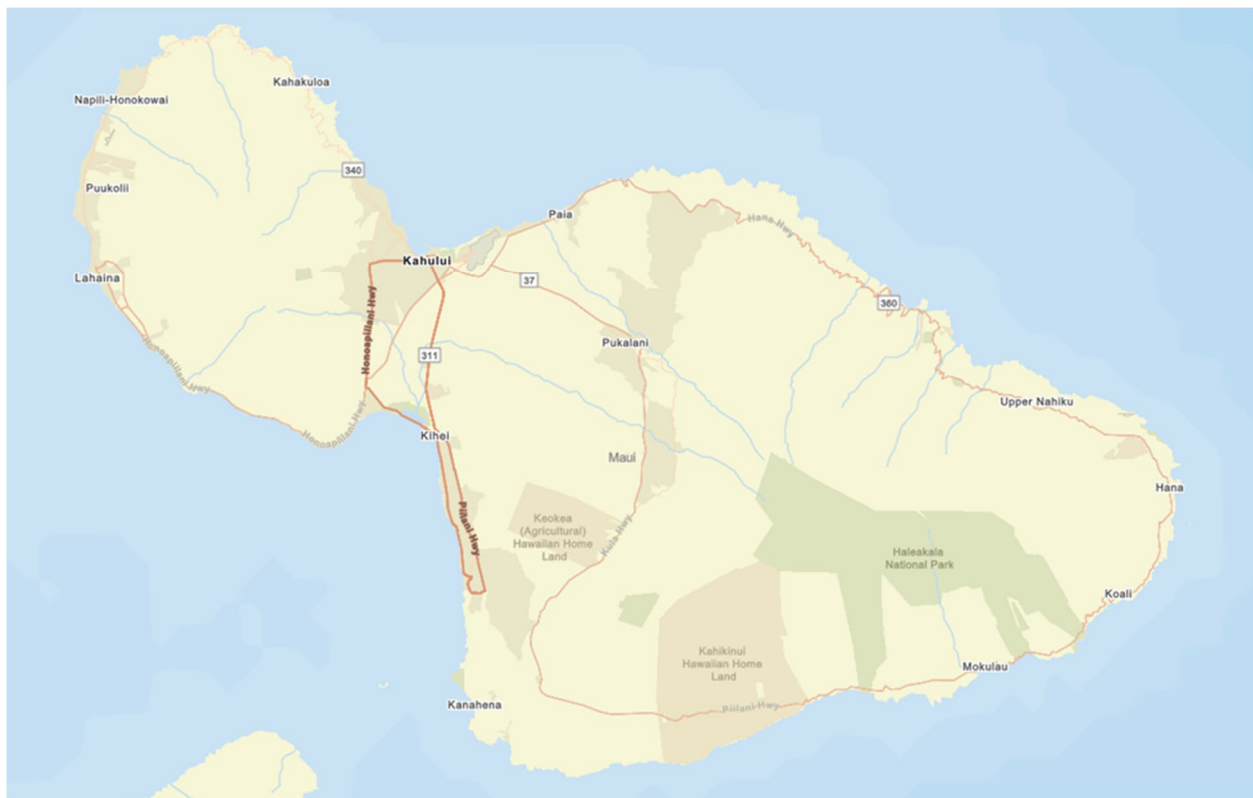 Kahakuloa
Napili-Honokowai
340
Puukolii
Paia
Hana Hwy
Kahului
Lahaina
37
360
Honoapiilani Hwy
Pukalani
311
Honoapiilani Hwy
Upper Nahiku
Honoapiilani Hwy
Kihei
Maui
Hana
Piilani Hwy
Keokea
(Agricultural)
Hawaiian Home
Land
Kula Hwy
Haleakala
National Park
Koali
Kahikinui
Hawaiian Home
Land
Mokulau
Kanahena
Piilani Hwy